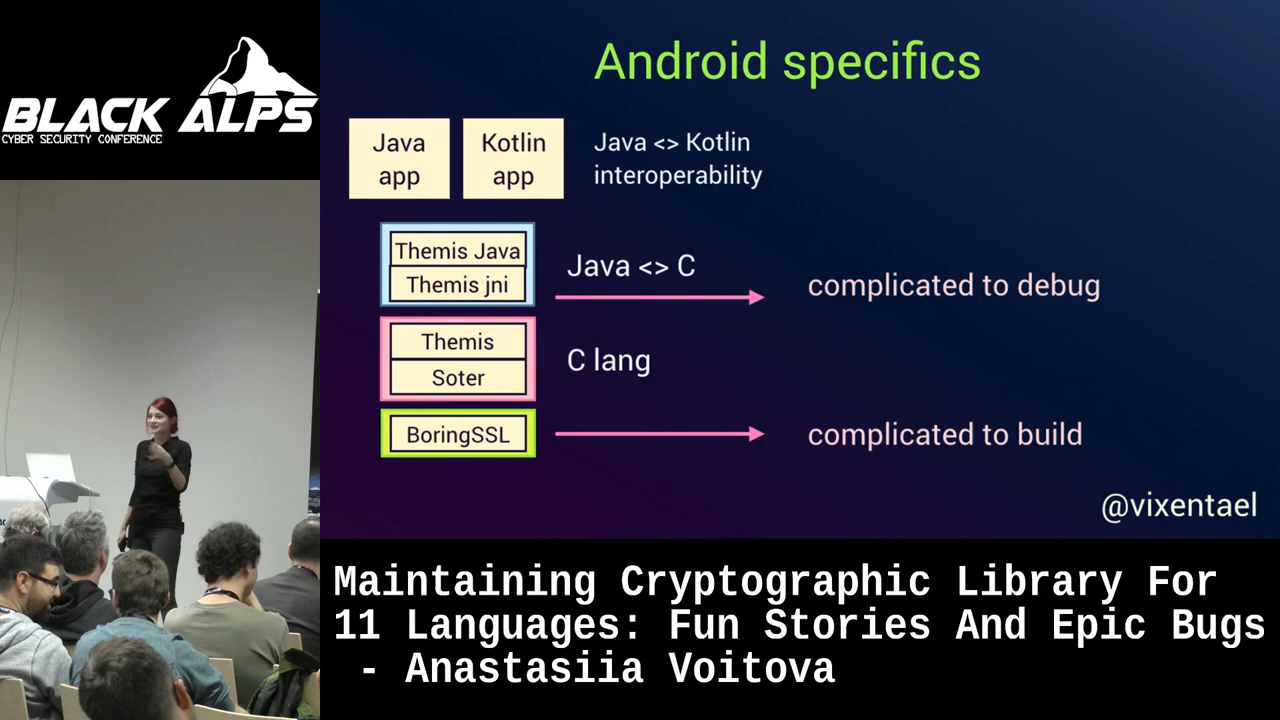 BLACK ALPS
CYBER SECURITY CONFERENCE
Android specifics
Java
app
Kotlin
app
Java <> Kotlin
interoperability
Themis Java
Themis jni
Java <> C
complicated to debug
Themis
Soter
C lang
BoringSSL
complicated to build
@vixentael
Maintaining Cryptographic Library For
11 Languages: Fun Stories And Epic Bugs
- Anastasiia Voitova